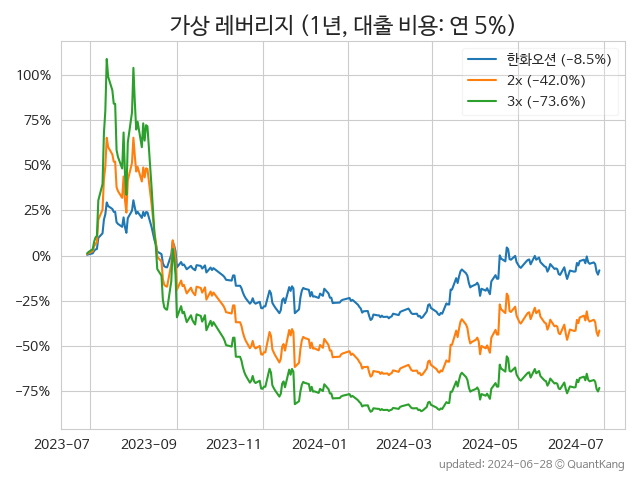 가상 레버리지 (1년, 대출 비용: 연 5%)
한화오션 (−8.5%)
2x (−42.0%)
3x (−73.6%)
100%
75%
50%
25%
0%
−25%
−50%
−75%
2023-07 2023-09 2023-11 2024-01 2024-03 2024-05 2024-07
updated: 2024-06-28 © QuantKang